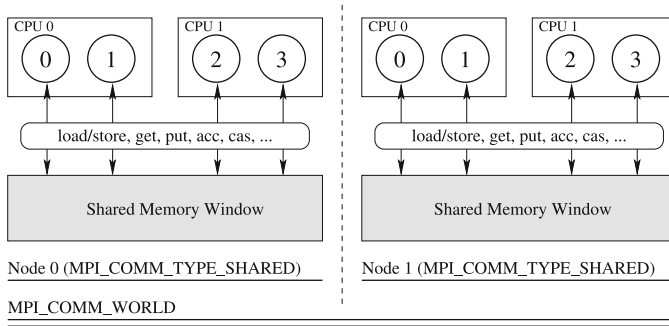 CPU 0
CPU 1
0
1
2
3
load/store, get, put, acc, cas, ...
Shared Memory Window
Node 0 (MPI_COMM_TYPE_SHARED)
CPU 0
CPU 1
0
1
2
3
load/store, get, put, acc, cas, ...
Shared Memory Window
Node 1 (MPI_COMM_TYPE_SHARED)
MPI_COMM_WORLD